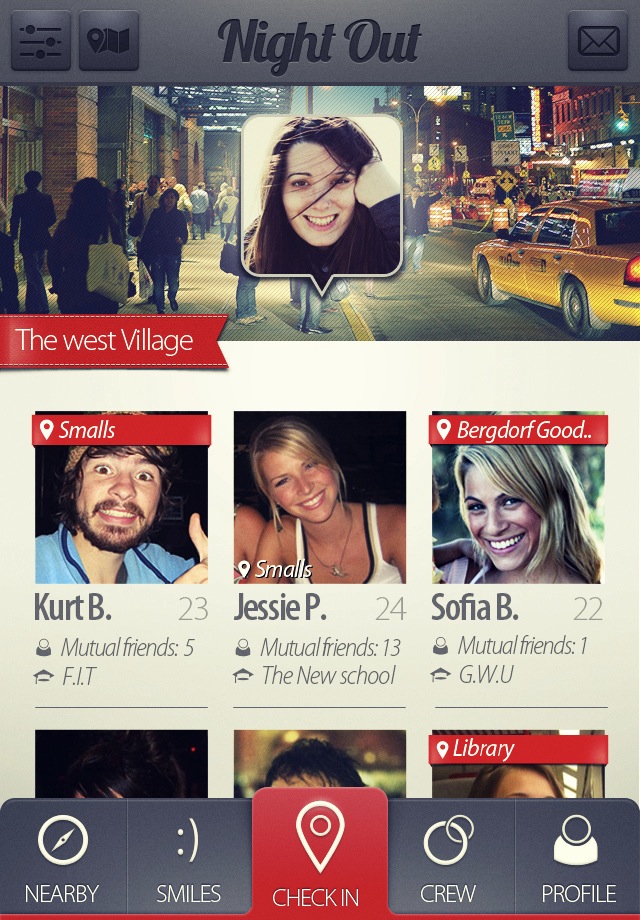 Night Out
The west Village
Smalls
Bergdorf Good..
Smalls
Kurt B. 23
Jessie P. 24
Sofia B. 22
Mutual friends: 5
Mutual friends: 13
Mutual friends: 1
F.I.T
The New school
G.W.U
Library
:)
NEARBY
SMILES
CHECK IN
CREW
PROFILE